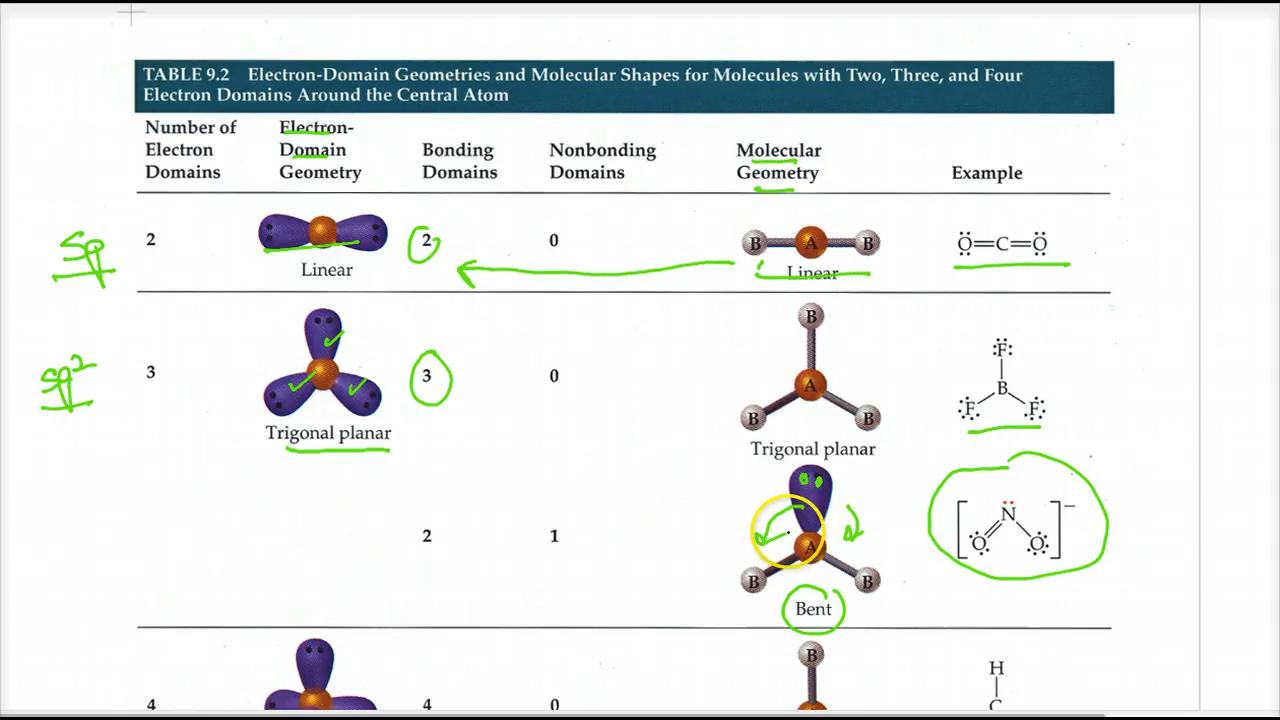 TABLE 9.2 Electron-Domain Geometries and Molecular Shapes for Molecules with Two, Three, and Four
Electron Domains Around the Central Atom
Number of Electron Domains
Electron-Domain Geometry
Bonding Domains
Nonbonding Domains
Molecular Geometry
Example
sp
2
Linear
2
0
B A B
Linear
O=C=O
sp²
3
Trigonal planar
3
0
B
A
B B
Trigonal planar
F
B
F F
2
1
A
B B
Bent
[N
O O]−
4
4
0
B
A
H
C